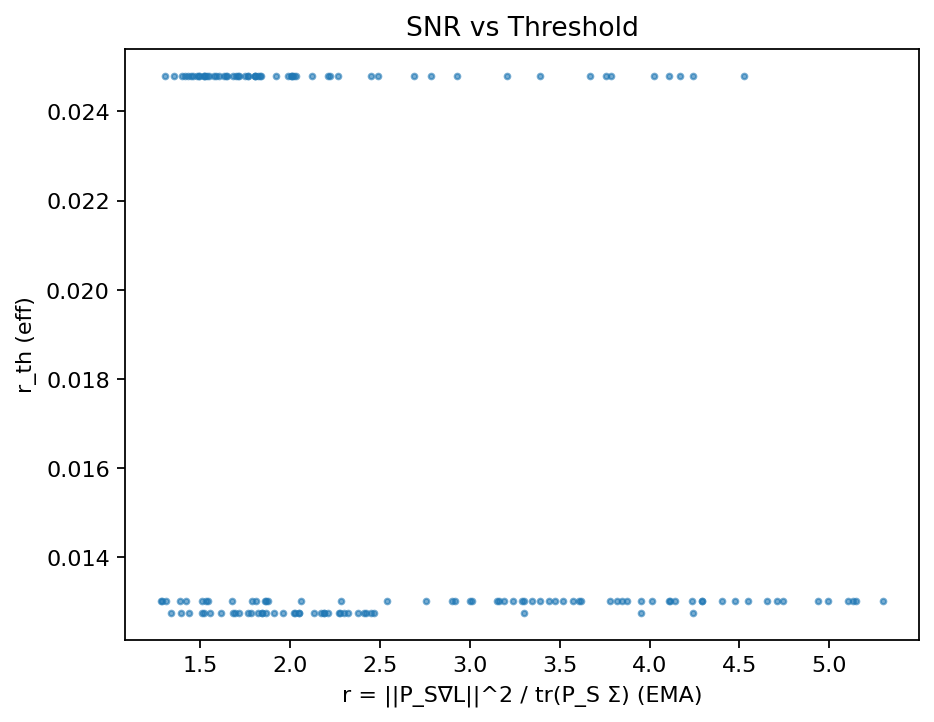 SNR vs Threshold
0.024
0.022
0.020
0.018
0.016
0.014
r_th (eff)
1.5 2.0 2.5 3.0 3.5 4.0 4.5 5.0
r = ||P_S∇L||^2 / tr(P_S Σ) (EMA)